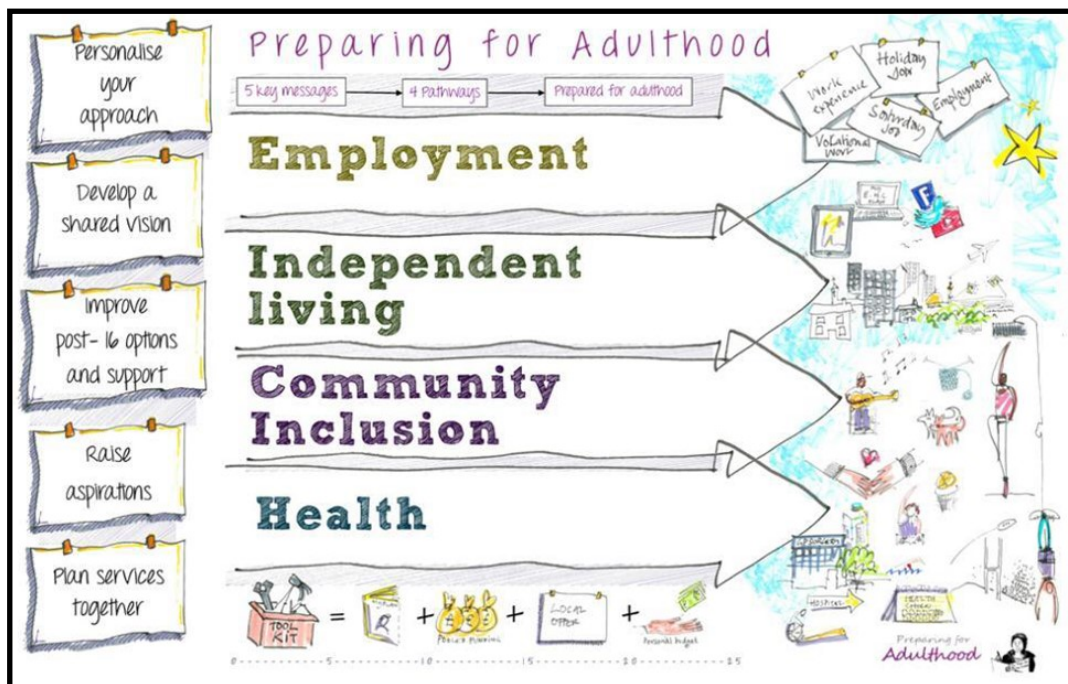 Preparing for Adulthood
5 key messages
4 Pathways
Prepared for adulthood
Personalise
your
approach
Develop a
shared vision
Improve
post-16 options
and support
Raise
aspirations
Plan services
together
Employment
Independent
living
Community
Inclusion
Health
Work
Experience
Holiday
Job
Employment
Saturday
Job
Vocational
Work
F
HOSPITAL
HEALTH
TOOL
KIT
=
+
+
LOCAL
OFFER
+
Personal budget
0
5
10
15
20
25
Preparing for
Adulthood